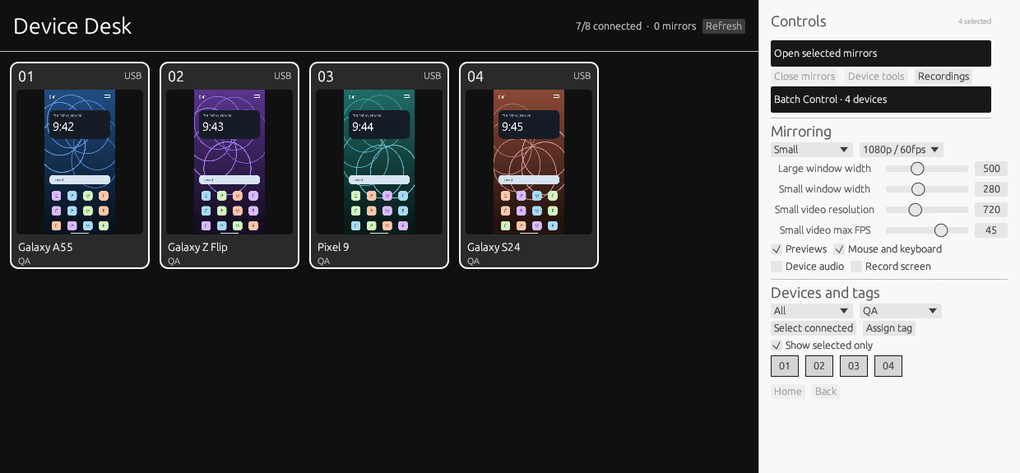 Device Desk
7/8 connected · 0 mirrors Refresh
01 USB
9:42
Galaxy A55
QA
02 USB
9:43
Galaxy Z Flip
QA
03 USB
9:44
Pixel 9
QA
04 USB
9:45
Galaxy S24
QA
Controls 4 selected
Open selected mirrors
Close mirrors Device tools Recordings
Batch Control · 4 devices
Mirroring
Small 1080p / 60fps
Large window width 500
Small window width 280
Small video resolution 720
Small video max FPS 45
Previews Mouse and keyboard
Device audio Record screen
Devices and tags
All QA
Select connected Assign tag
Show selected only
01 02 03 04
Home Back